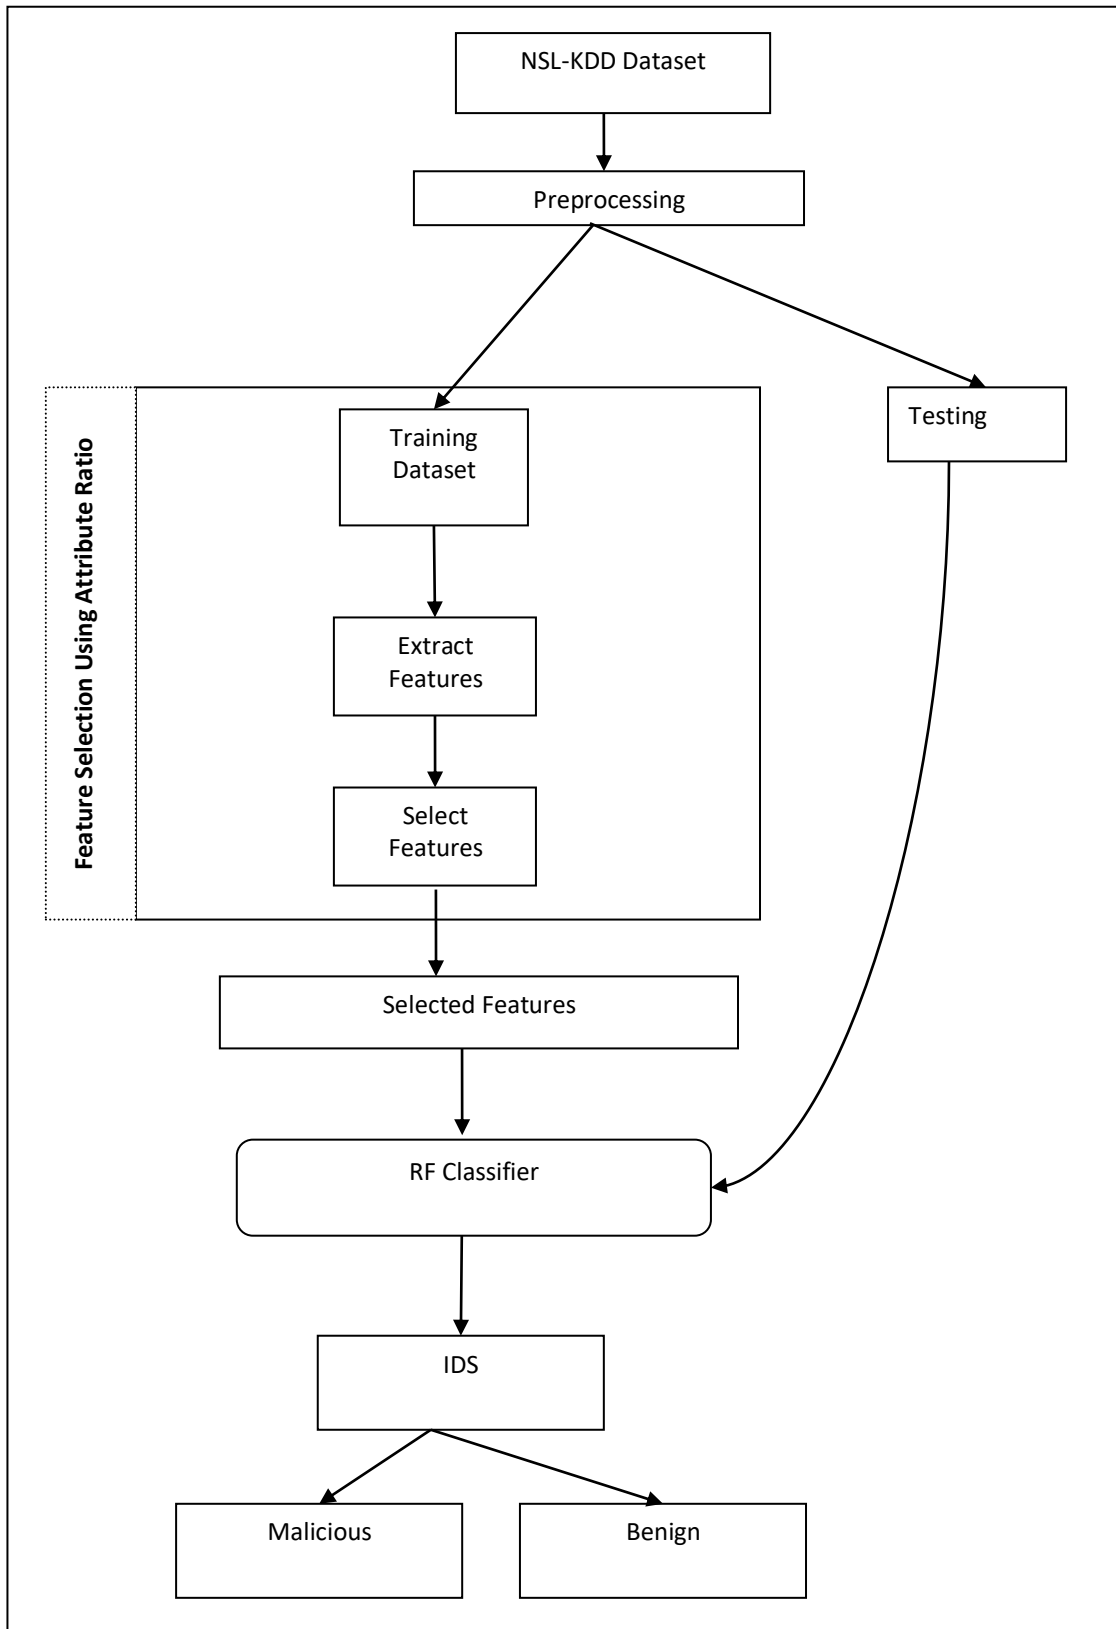 NSL-KDD Dataset
Preprocessing
Training
Dataset
Testing
Feature Selection Using Attribute Ratio
Extract
Features
Select
Features
Selected Features
RF Classifier
IDS
Malicious
Benign